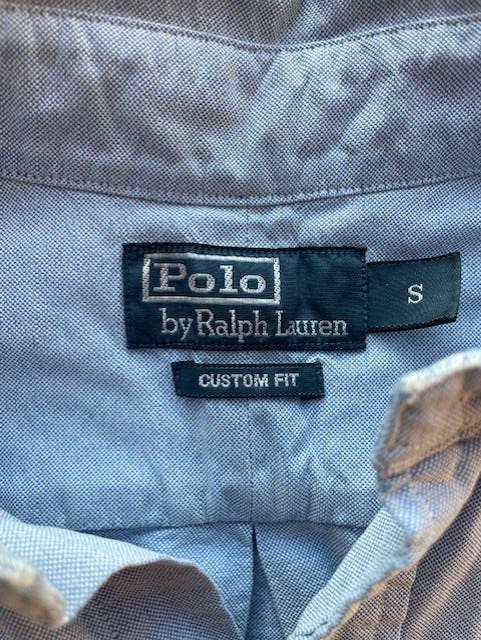 Polo
by Ralph Lauren
S
CUSTOM FIT